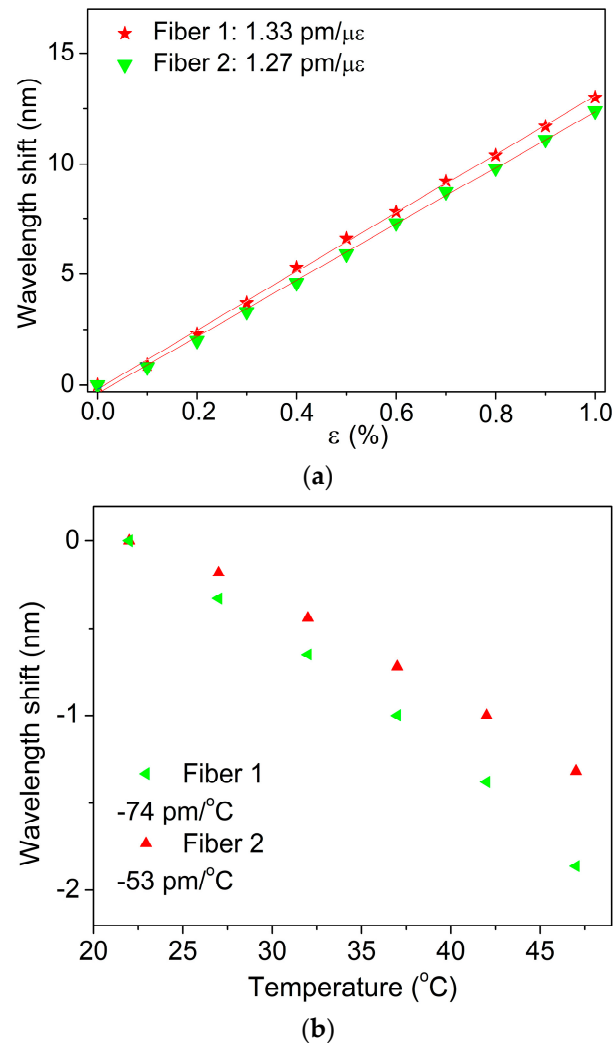 Fiber 1: 1.33 pm/με
Fiber 2: 1.27 pm/με
15
10
5
0
Wavelength shift (nm)
0.0 0.2 0.4 0.6 0.8 1.0
ε (%)
(a)
0
-1
-2
Wavelength shift (nm)
Fiber 1
-74 pm/°C
Fiber 2
-53 pm/°C
20 25 30 35 40 45
Temperature (°C)
(b)